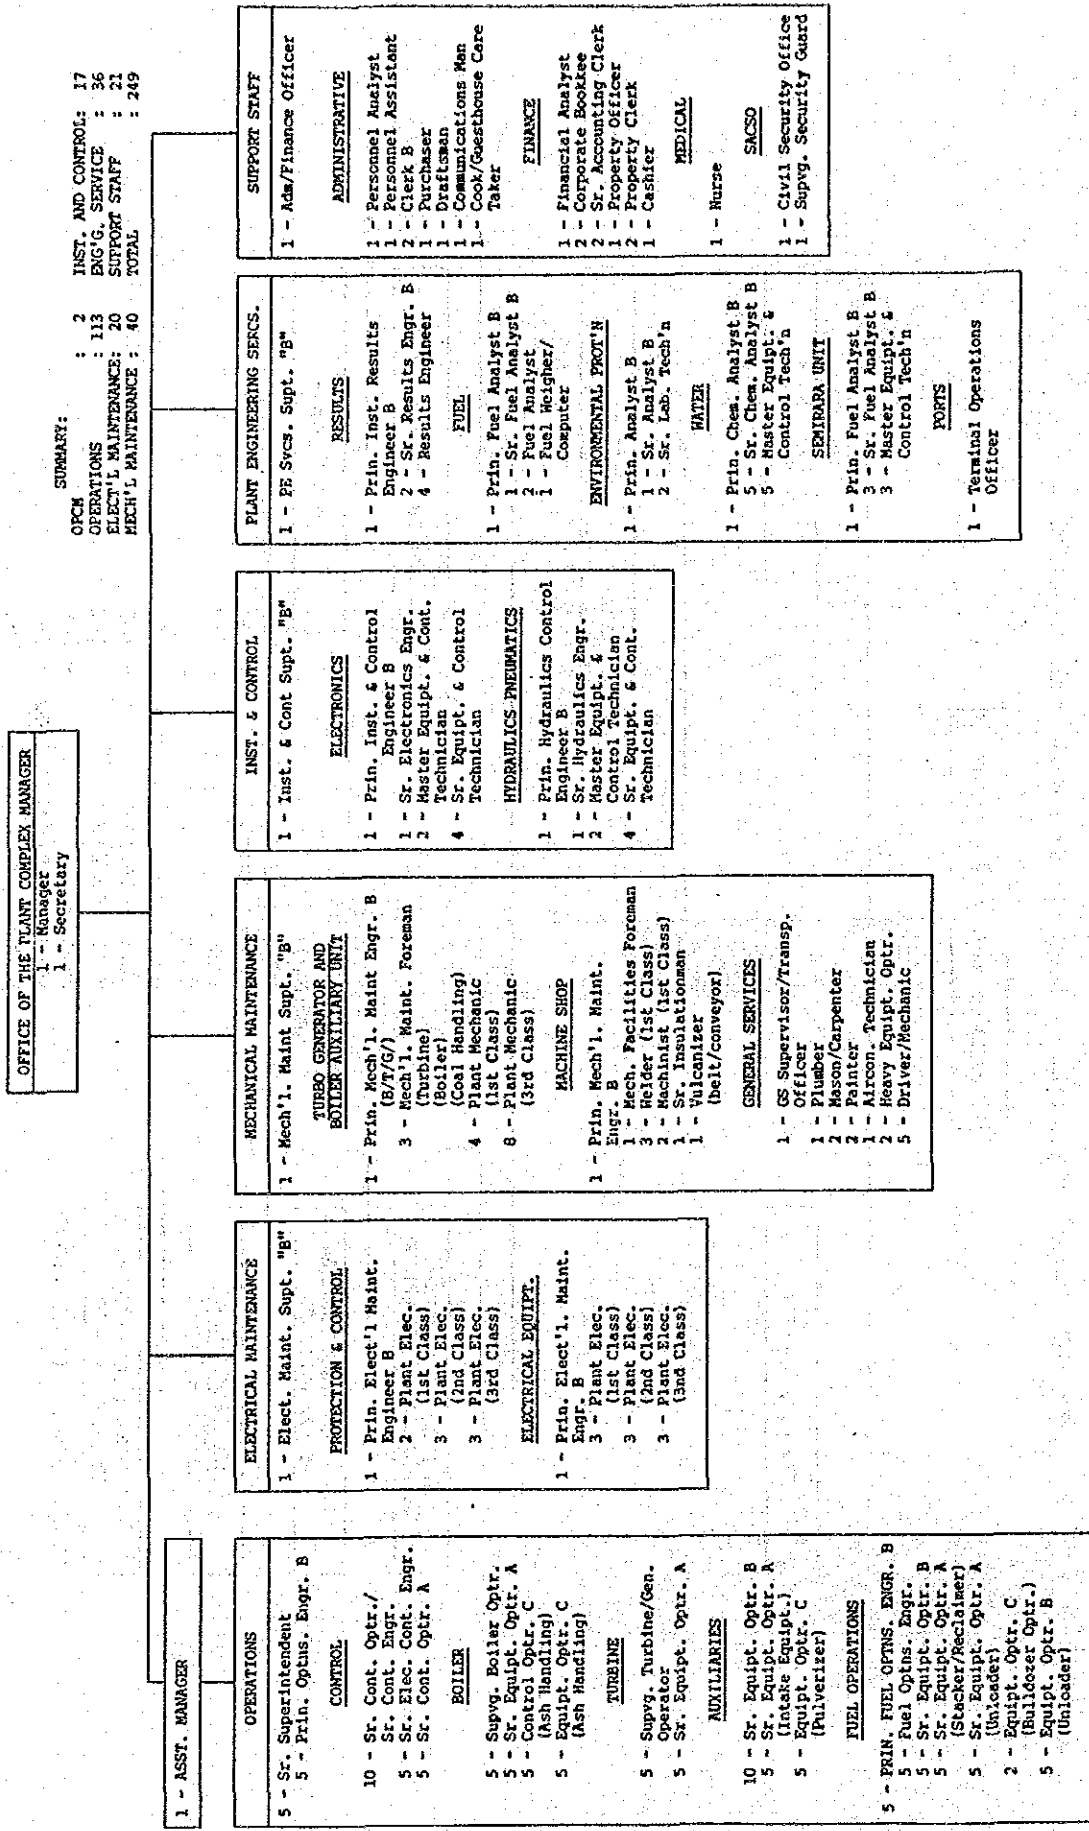 OFFICE OF THE PLANT COMPLEX MANAGER
1 - Manager
1 - Secretary
SUMMARY:
OPCM : 2 INST. AND CONTROL: 17
OPERATIONS : 113 ENG'G. SERVICE : 36
ELECT'L MAINTENANCE: 20 SUPPORT STAFF : 21
MECH'L MAINTENANCE : 40 TOTAL : 249
1 - ASST. MANAGER
OPERATIONS
5 - Sr. Superintendent
5 - Prin. Optns. Engr. B
CONTROL
10 - Sr. Cont. Optr./
Sr. Cont. Engr.
5 - Sr. Elec. Cont. Engr.
5 - Sr. Cont. Optr. A
BOILER
5 - Supvg. Boiler Optr.
5 - Sr. Equipt. Optr. A
5 - Control Optr. C
(Ash Handling)
5 - Equipt. Optr. C
(Ash Handling)
TURBINE
5 - Supvg. Turbine/Gen.
Operator
5 - Sr. Equipt. Optr. A
AUXILIARIES
10 - Sr. Equipt. Optr. B
5 - Sr. Equipt. Optr. A
(Intake Equipt.)
5 - Equipt. Optr. C
(Pulverizer)
FUEL OPERATIONS
5 - PRIN. FUEL OPTNS. ENGR. B
5 - Fuel Optns. Engr.
5 - Sr. Equipt. Optr. B
5 - Sr. Equipt. Optr. A
(Stacker/Reclaimer)
5 - Sr. Equipt. Optr. A
(Unloader)
2 - Equipt. Optr. C
(Bulldozer Optr.)
5 - Equipt. Optr. B
(Unloader)
ELECTRICAL MAINTENANCE
1 - Elect. Maint. Supt. "B"
PROTECTION & CONTROL
1 - Prin. Elect'l Maint.
Engineer B
2 - Plant Elec.
(1st Class)
3 - Plant Elec.
(2nd Class)
3 - Plant Elec.
(3rd Class)
ELECTRICAL EQUIPT.
1 - Prin. Elect'l. Maint.
Engr. B
3 - Plant Elec.
(1st Class)
3 - Plant Elec.
(2nd Class)
3 - Plant Elec.
(3nd Class)
MECHANICAL MAINTENANCE
1 - Mech'l. Maint Supt. "B"
TURBO GENERATOR AND
BOILER AUXILIARY UNIT
1 - Prin. Mech'l. Maint Engr. B
(B/T/G/)
3 - Mech'l. Maint. Foreman
(Turbine)
(Boiler)
(Coal Handling)
4 - Plant Mechanic
(1st Class)
8 - Plant Mechanic
(3rd Class)
MACHINE SHOP
1 - Prin. Mech'l. Maint.
Engr. B
1 - Mech. Facilities Foreman
3 - Welder (1st Class)
2 - Machinist (1st Class)
1 - Sr. Insulationman
1 - Vulcanizer
(belt/conveyor)
GENERAL SERVICES
1 - GS Supervisor/Transp.
Officer
1 - Plumber
2 - Mason/Carpenter
2 - Painter
1 - Aircon. Technician
2 - Heavy Equipt. Optr.
5 - Driver/Mechanic
INST. & CONTROL
1 - Inst. & Cont Supt. "B"
ELECTRONICS
1 - Prin. Inst. & Control
Engineer B
1 - Sr. Electronics Engr.
2 - Master Equipt. & Cont.
Technician
4 - Sr. Equipt. & Control
Technician
HYDRAULICS PNEUMATICS
1 - Prin. Hydraulics Control
Engineer B
1 - Sr. Hydraulics Engr.
2 - Master Equipt. &
Control Technician
4 - Sr. Equipt. & Cont.
Technician
PLANT ENGINEERING SERCS.
1 - PE Svcs. Supt. "B"
RESULTS
1 - Prin. Inst. Results
Engineer B
2 - Sr. Results Engr. B
4 - Results Engineer
FUEL
1 - Prin. Fuel Analyst B
1 - Sr. Fuel Analyst B
2 - Fuel Analyst
1 - Fuel Weigher/
Computer
ENVIRONMENTAL PROT'N
1 - Prin. Analyst B
1 - Sr. Analyst B
2 - Sr. Lab. Tech'n
WATER
1 - Prin. Chem. Analyst B
5 - Sr. Chem. Analyst B
5 - Master Equipt. &
Control Tech'n
SEMIRARA UNIT
1 - Prin. Fuel Analyst B
3 - Sr. Fuel Analyst B
3 - Master Equipt. &
Control Tech'n
PORTS
1 - Terminal Operations
Officer
SUPPORT STAFF
1 - Adm/Finance Officer
ADMINISTRATIVE
1 - Personnel Analyst
1 - Personnel Assistant
2 - Clerk B
1 - Purchaser
1 - Draftsman
1 - Communications Man
1 - Cook/Guesthouse Care
Taker
FINANCE
1 - Financial Analyst
2 - Corporate Bookkee
2 - Sr. Accounting Clerk
1 - Property Officer
2 - Property Clerk
1 - Cashier
MEDICAL
1 - Nurse
SACSO
1 - Civil Security Office
1 - Supvg. Security Guard